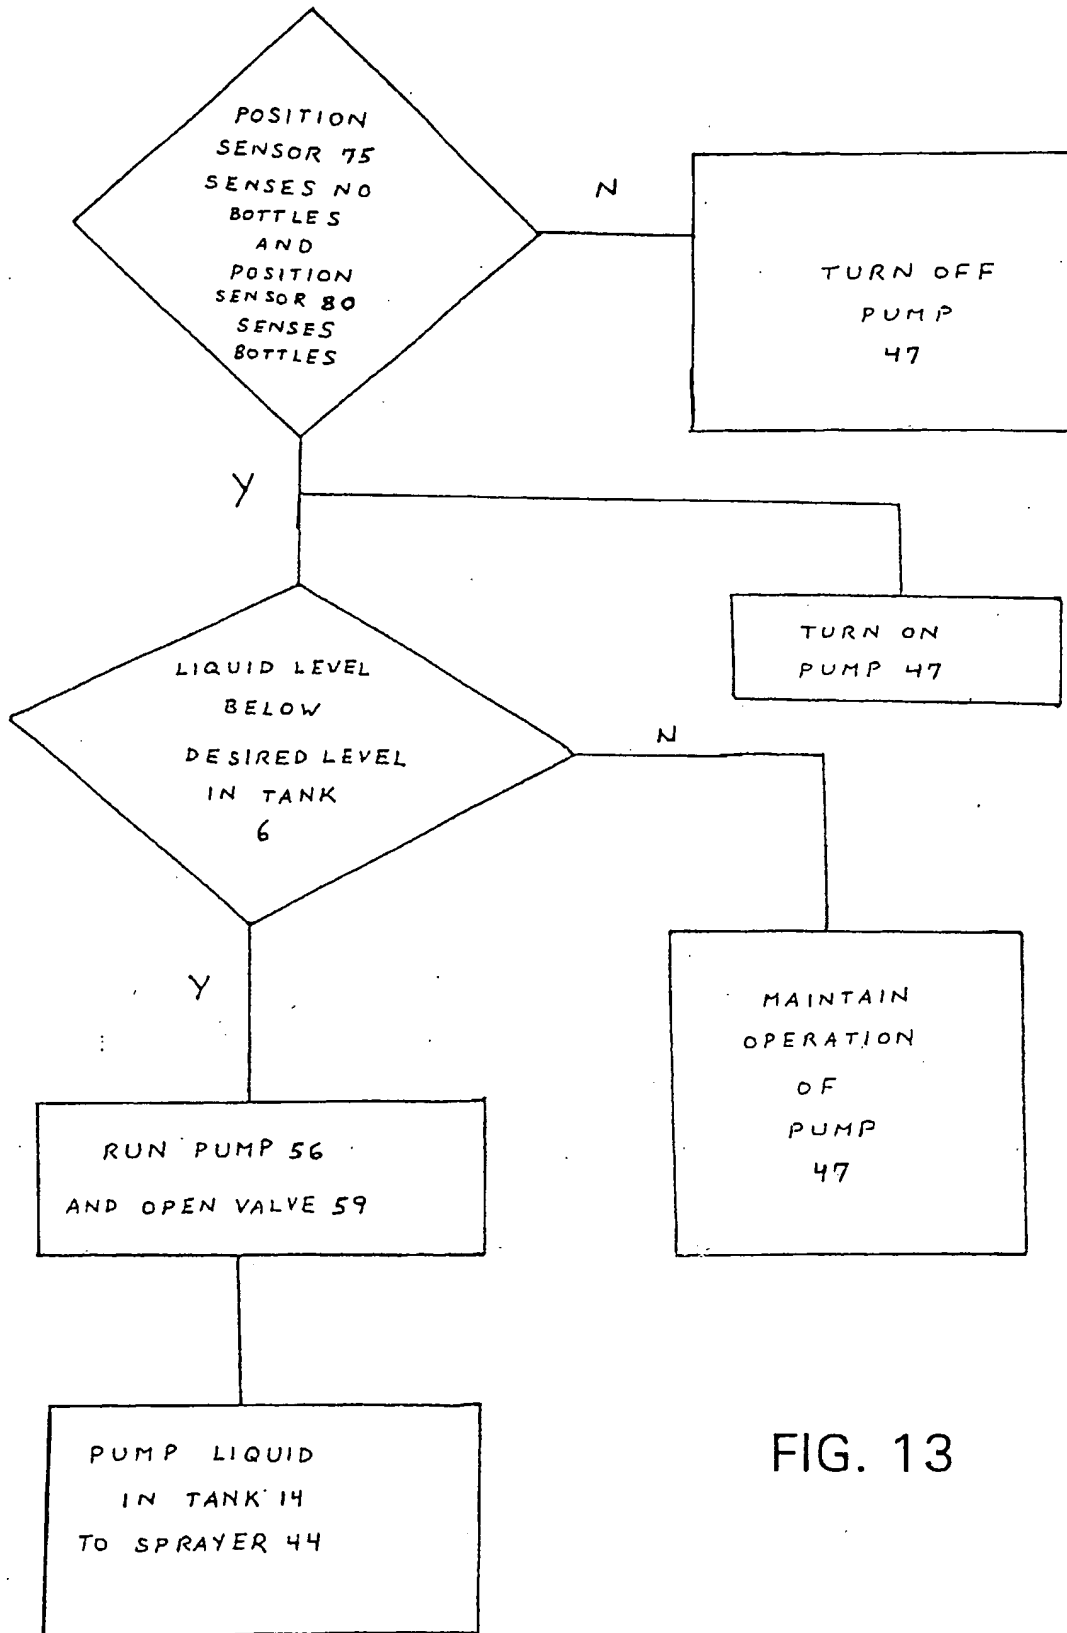 POSITION
SENSOR 75
SENSES NO
BOTTLES
AND
POSITION
SENSOR 80
SENSES
BOTTLES
N
TURN OFF
PUMP
47
Y
TURN ON
PUMP 47
LIQUID LEVEL
BELOW
DESIRED LEVEL
IN TANK
6
N
MAINTAIN
OPERATION
OF
PUMP
47
Y
RUN PUMP 56
AND OPEN VALVE 59
PUMP LIQUID
IN TANK 14
TO SPRAYER 44
FIG. 13